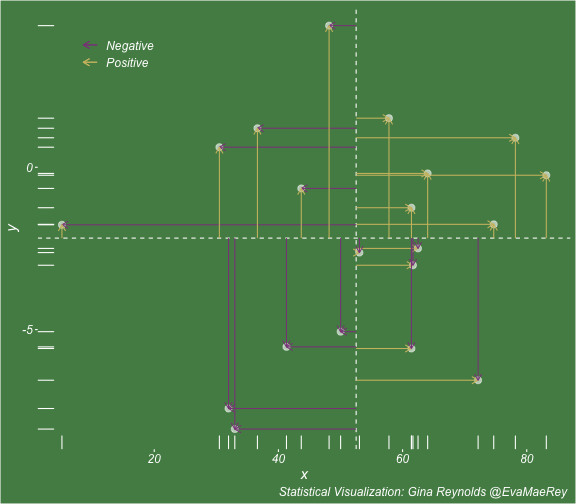 Negative
Positive
0
y
-5
20 40 60 80
x
Statistical Visualization: Gina Reynolds @EvaMaeRey